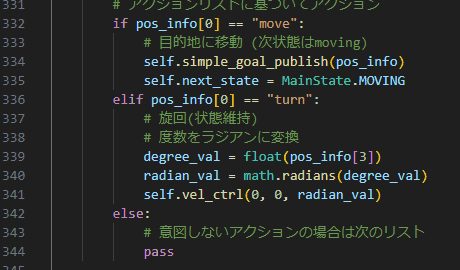 331 # アクションリストに基づいてアクション
332 if pos_info[0] == "move":
333 # 目的地に移動 (次状態はmoving)
334 self.simple_goal_publish(pos_info)
335 self.next_state = MainState.MOVING
336 elif pos_info[0] == "turn":
337 # 旋回(状態維持)
338 # 度数をラジアンに変換
339 degree_val = float(pos_info[3])
340 radian_val = math.radians(degree_val)
341 self.vel_ctrl(0, 0, radian_val)
342 else:
343 # 意図しないアクションの場合は次のリスト
344 pass